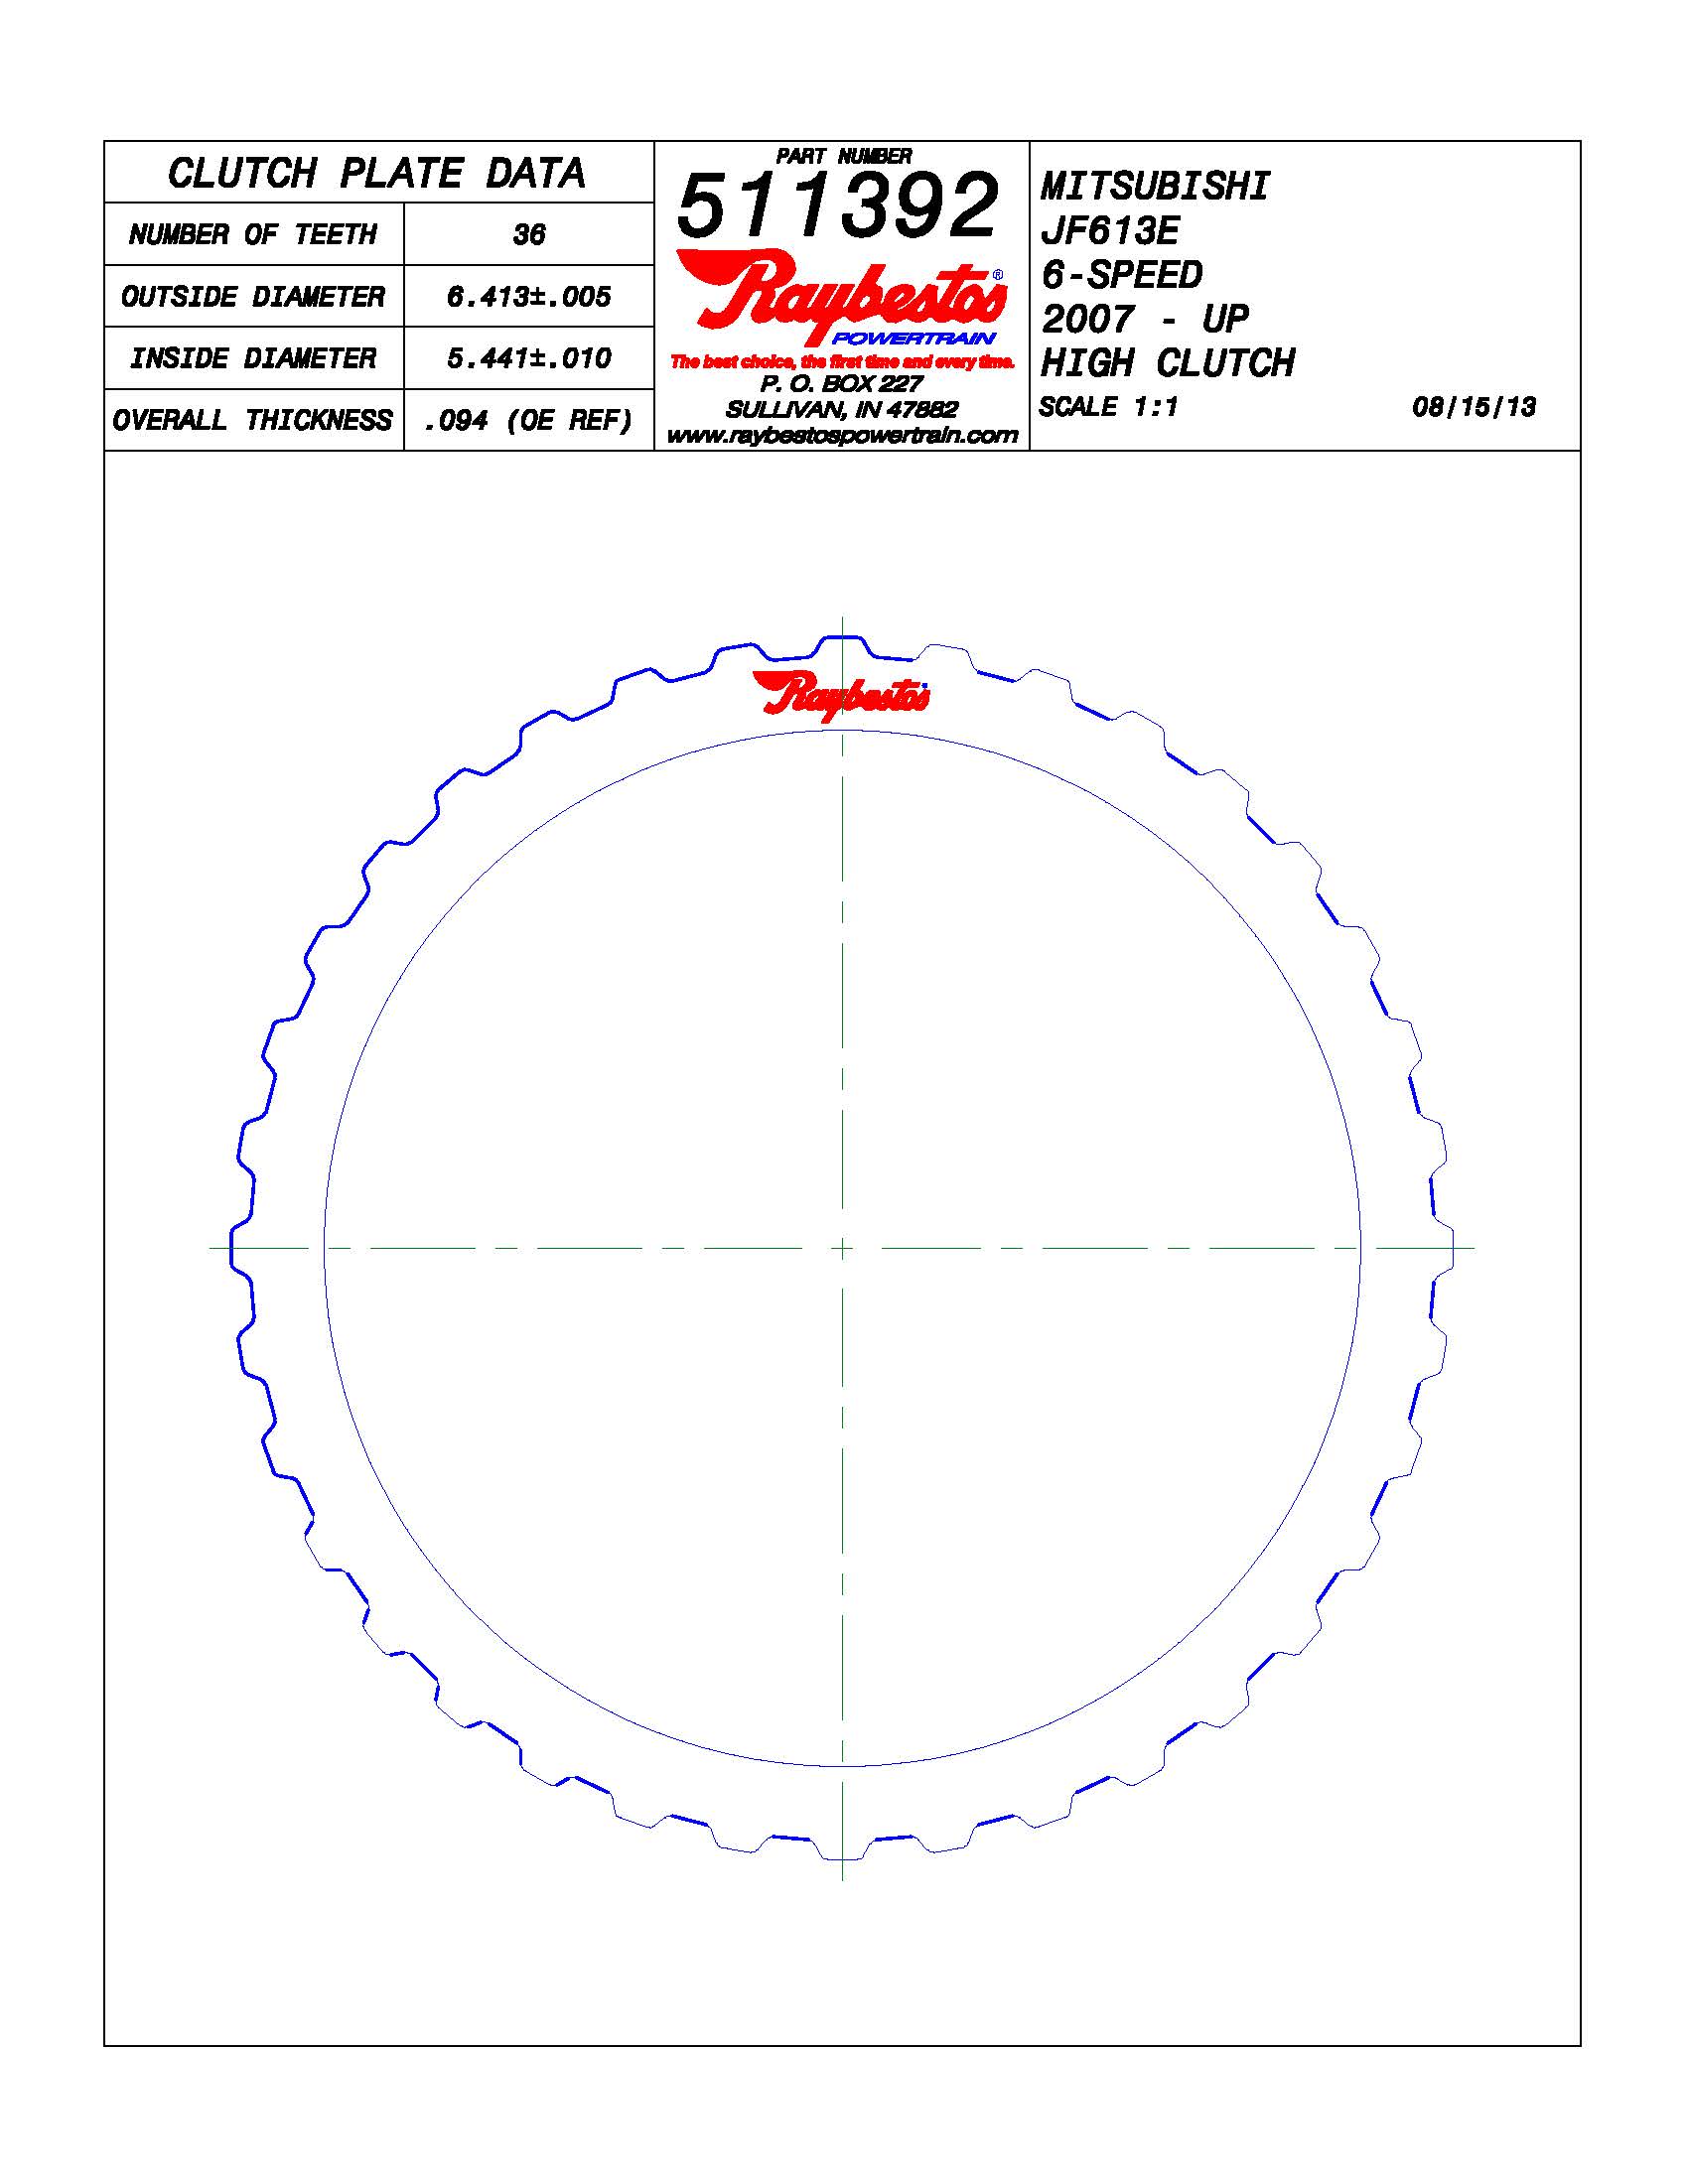 CLUTCH PLATE DATA
NUMBER OF TEETH 36
OUTSIDE DIAMETER 6.413±.005
INSIDE DIAMETER 5.441±.010
OVERALL THICKNESS .094 (OE REF)
PART NUMBER
511392
Raybestos®
POWERTRAIN
The best choice, the first time and every time.
P. O. BOX 227
SULLIVAN, IN 47882
www.raybestospowertrain.com
MITSUBISHI
JF613E
6-SPEED
2007 - UP
HIGH CLUTCH
SCALE 1:1 08/15/13
Raybestos